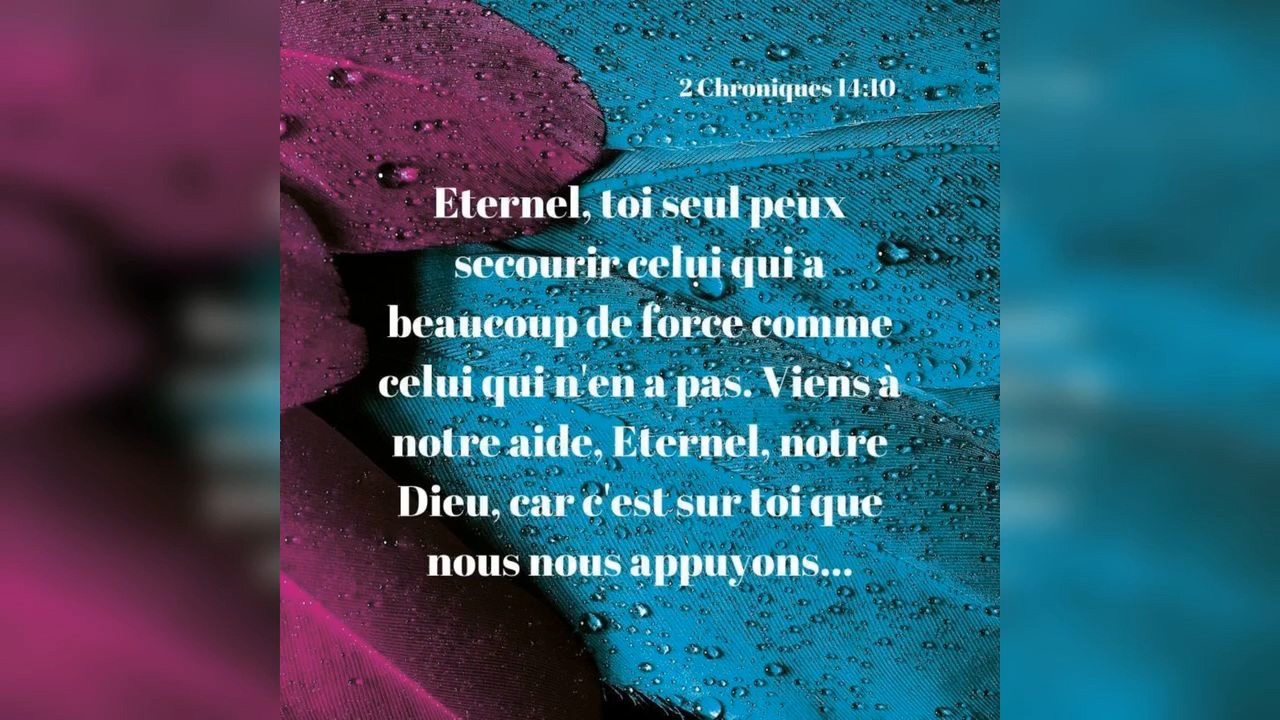 2 Chroniques 14:10
Eternel, toi seul peux
secourir celui qui a
beaucoup de force comme
celui qui n'en a pas. Viens à
notre aide, Eternel, notre
Dieu, car c'est sur toi que
nous nous appuyons...